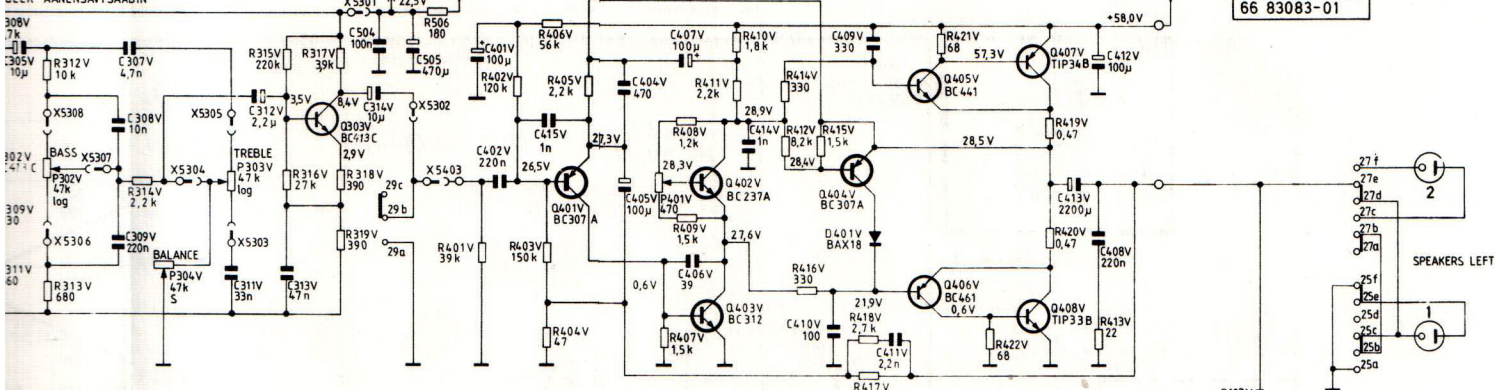 X5301
22,5V
66 83083-01
308V
7k
C305V
10µ
R312V
10k
C307V
4,7n
R315V
220k
R317V
3,9k
C504
100n
R506
180
C505
470µ
C401V
100µ
R406V
56k
R402V
120k
R405V
2,2k
C404V
470
C407V
100µ
R410V
1,8k
R411V
2,2k
C409V
330
R414V
330
R421V
68
57,3V
Q407V
TIP34B
+58,0V
C412V
100µ
Q405V
BC441
R419V
0,47
X5308
C308V
10n
X5305
C312V
2,2µ
3,5V
8,4V
C314V
10µ
X5302
Q303V
BC413C
2,9V
C415V
1n
27,3V
R408V
1,2k
28,9V
C414V
1n
R412V
8,2k
R415V
1,5k
28,4V
28,5V
BASS
X5307
P302V
47k
log
R314V
2,2k
X5304
TREBLE
P303V
47k
log
R316V
27k
R318V
390
29c
29b
29a
X5403
C402V
220n
26,5V
Q401V
BC307A
C405V
100µ
28,3V
P401V
470
Q402V
BC237A
R409V
1,5k
Q404V
BC307A
C413V
2200µ
27f
27e
27d
27c
27b
27a
2
309V
30
X5306
C309V
220n
X5303
R319V
390
R401V
39k
R403V
150k
27,6V
D401V
BAX18
R420V
0,47
C408V
220n
SPEAKERS LEFT
311V
R313V
680
BALANCE
P304V
47k
S
C311V
33n
C313V
47n
0,6V
C406V
39
R416V
330
Q406V
BC461
0,6V
Q408V
TIP33B
25f
25e
25d
25c
25b
25a
1
R404V
47
R407V
1,5k
Q403V
BC312
C410V
100
21,9V
R418V
2,7k
C411V
2,2n
R422V
68
R413V
22
R417V